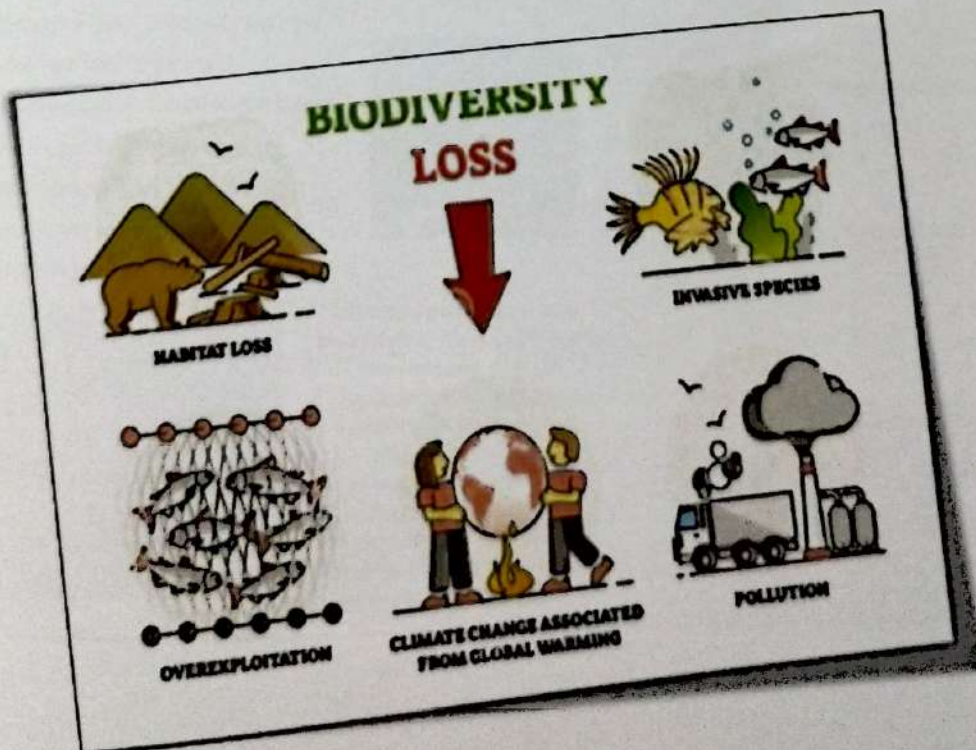 BIODIVERSITY
LOSS
HABITAT LOSS
INVASIVE SPECIES
OVEREXPLOITATION
CLIMATE CHANGE ASSOCIATED
FROM GLOBAL WARMING
POLLUTION